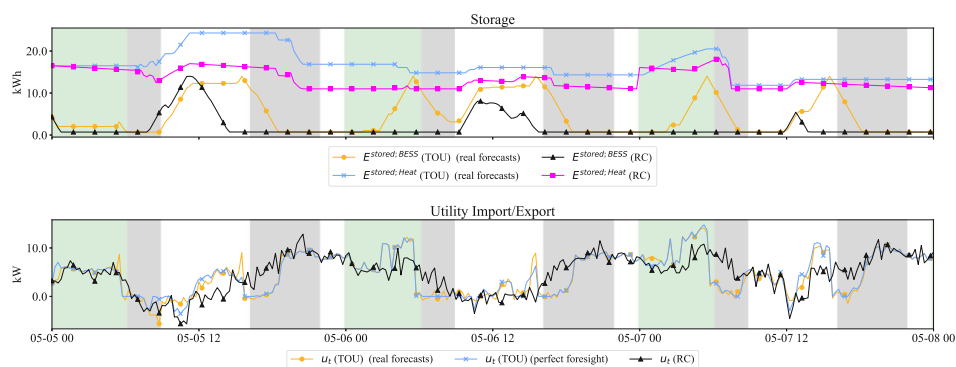 Storage
20.0
10.0
0.0
kWh
E^stored;BESS (TOU) (real forecasts)
E^stored;BESS (RC)
E^stored;Heat (TOU) (real forecasts)
E^stored;Heat (RC)
Utility Import/Export
10.0
0.0
kW
05-05 00
05-05 12
05-06 00
05-06 12
05-07 00
05-07 12
05-08 00
u_t (TOU) (real forecasts)
u_t (TOU) (perfect foresight)
u_t (RC)